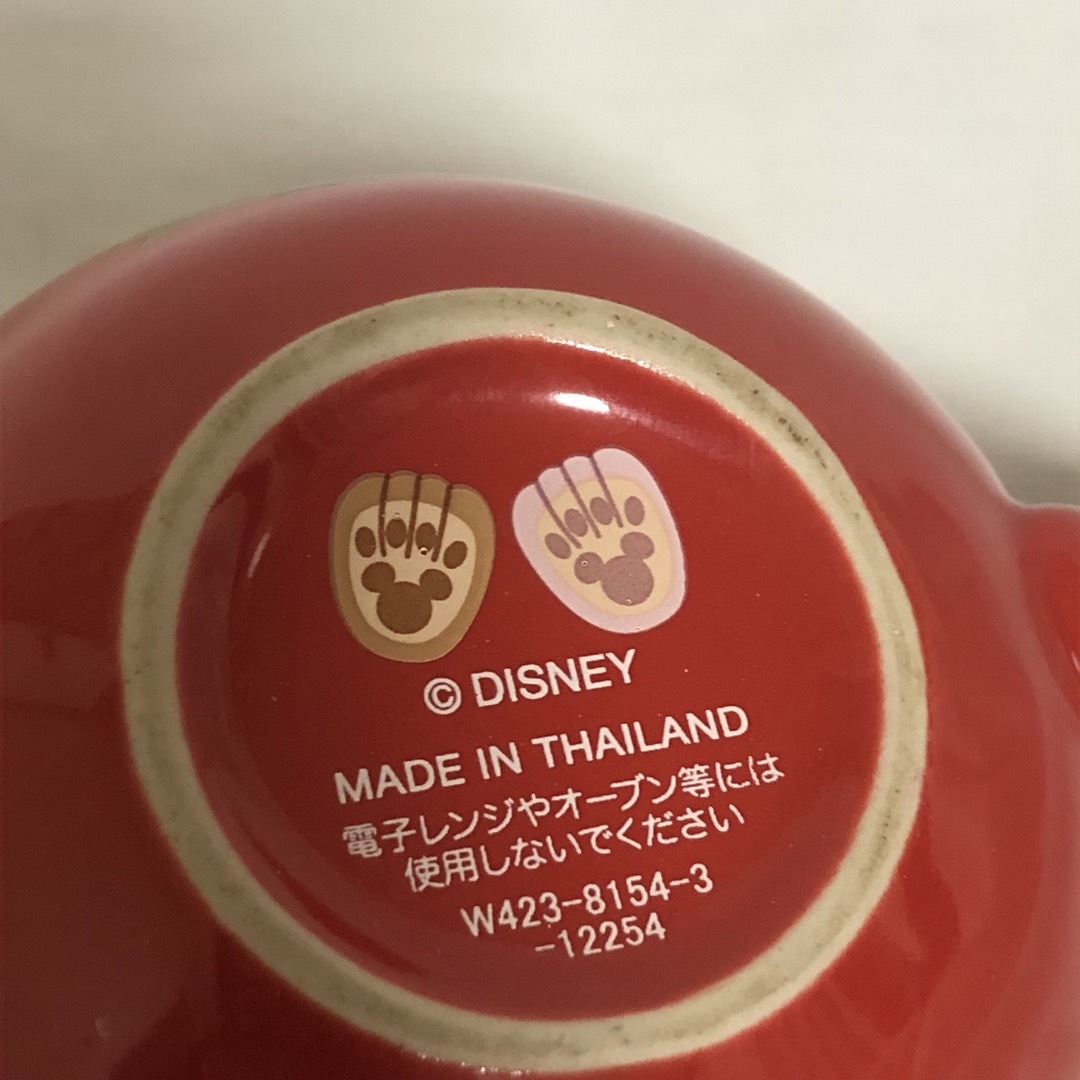 © DISNEY
MADE IN THAILAND
電子レンジやオーブン等には
使用しないでください
W423-8154-3
-12254